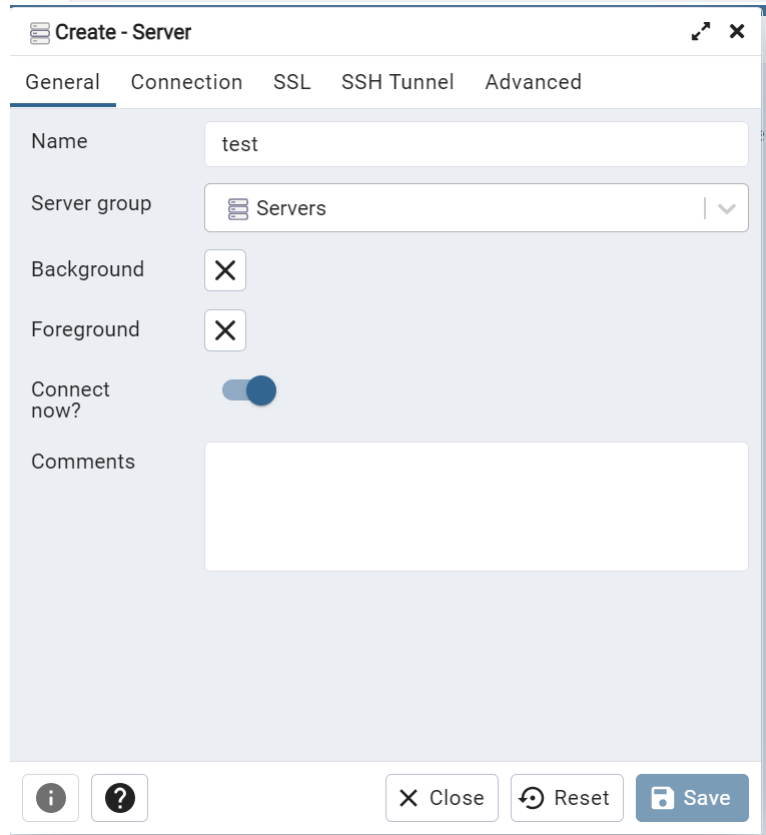 Create - Server
General Connection SSL SSH Tunnel Advanced
Name test
Server group Servers
Background
Foreground
Connect
now?
Comments
Close Reset Save